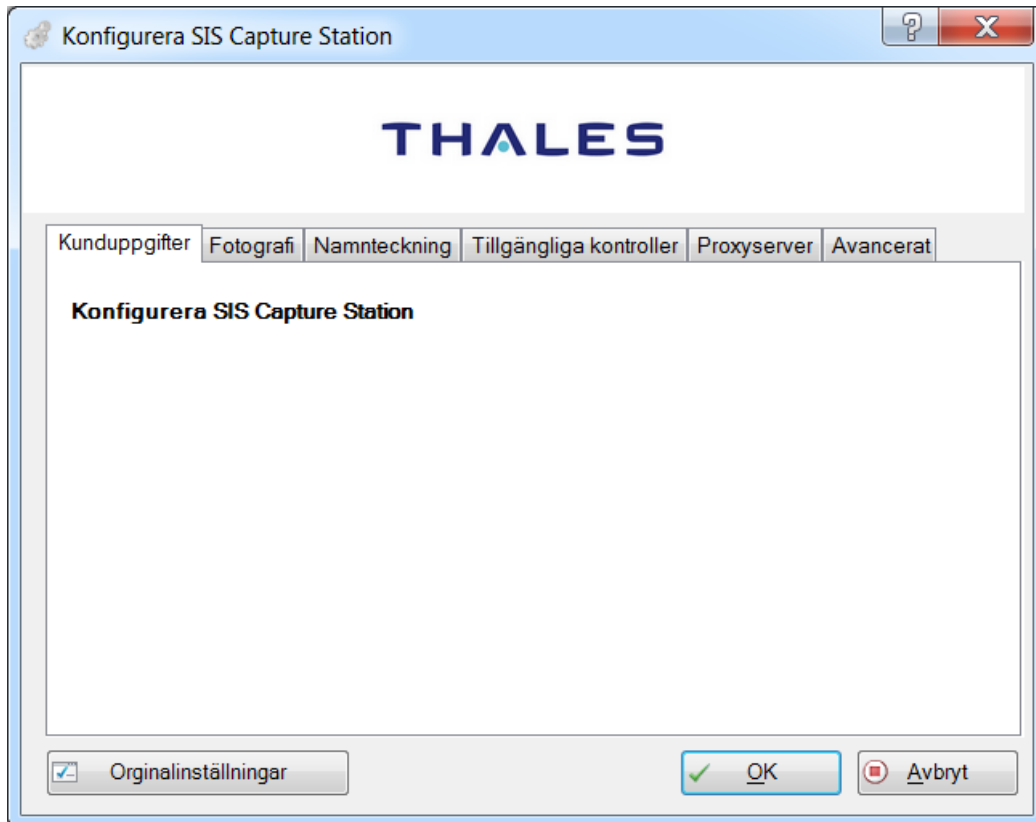 Konfigurera SIS Capture Station
THALES
Kunduppgifter Fotografi Namnteckning Tillgängliga kontroller Proxyserver Avancerat
Konfigurera SIS Capture Station
Orginalinställningar OK Avbryt